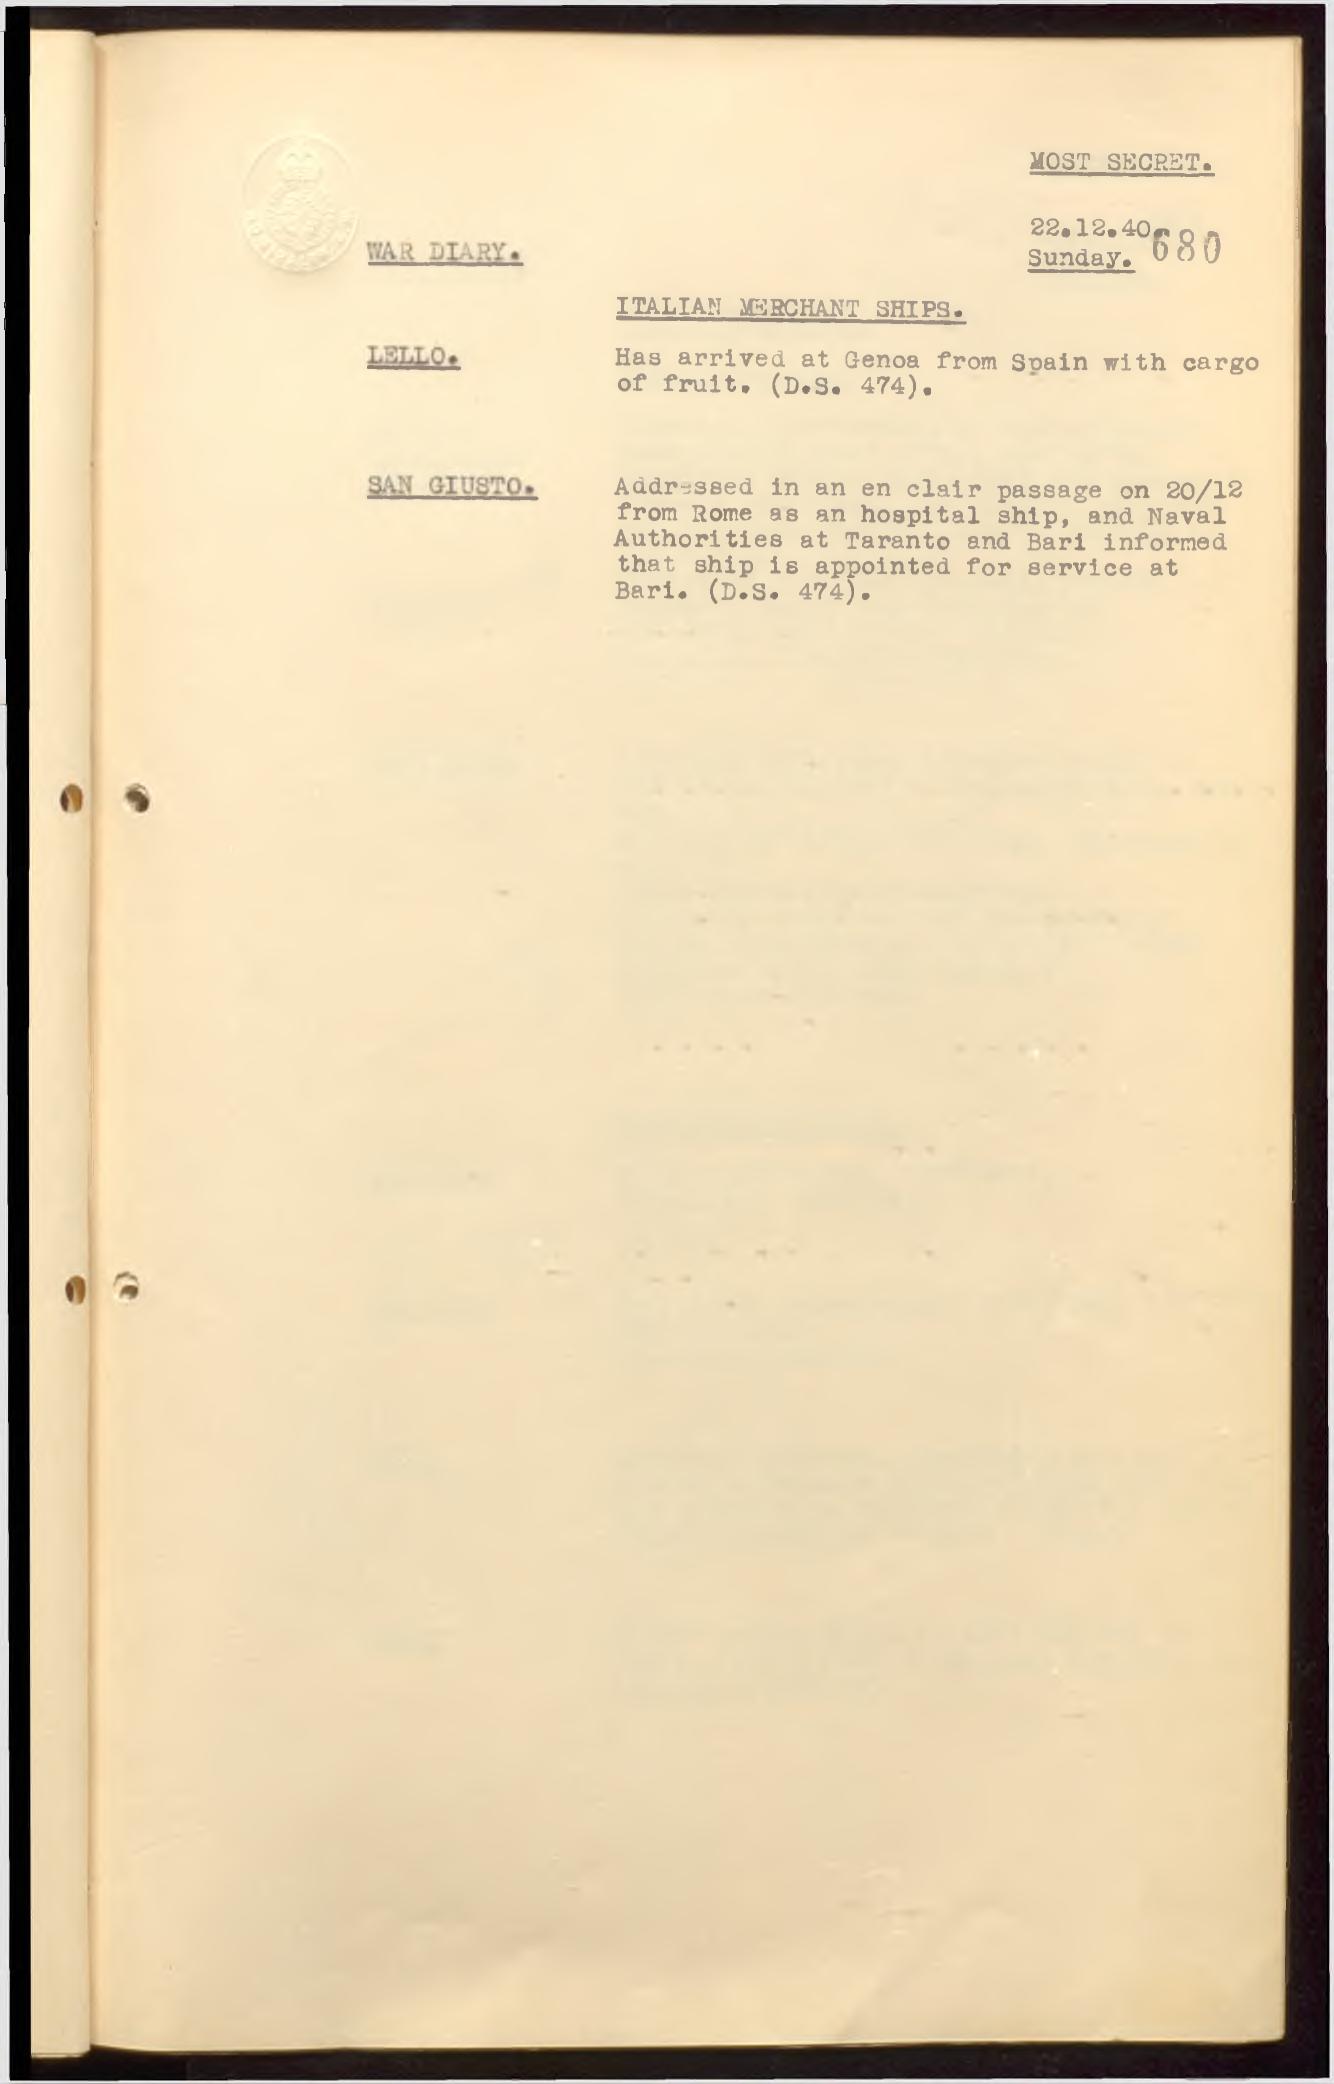 MOST SECRET.
22.12.40.
WAR DIARY.
Sunday. 680
ITALIAN MERCHANT SHIPS.
LELLO. Has arrived at Genoa from Spain with cargo
of fruit. (D.S. 474).
SAN GIUSTO. Addressed in an en clair passage on 20/12
from Rome as an hospital ship, and Naval
Authorities at Taranto and Bari informed
that ship is appointed for service at
Bari. (D.S. 474).